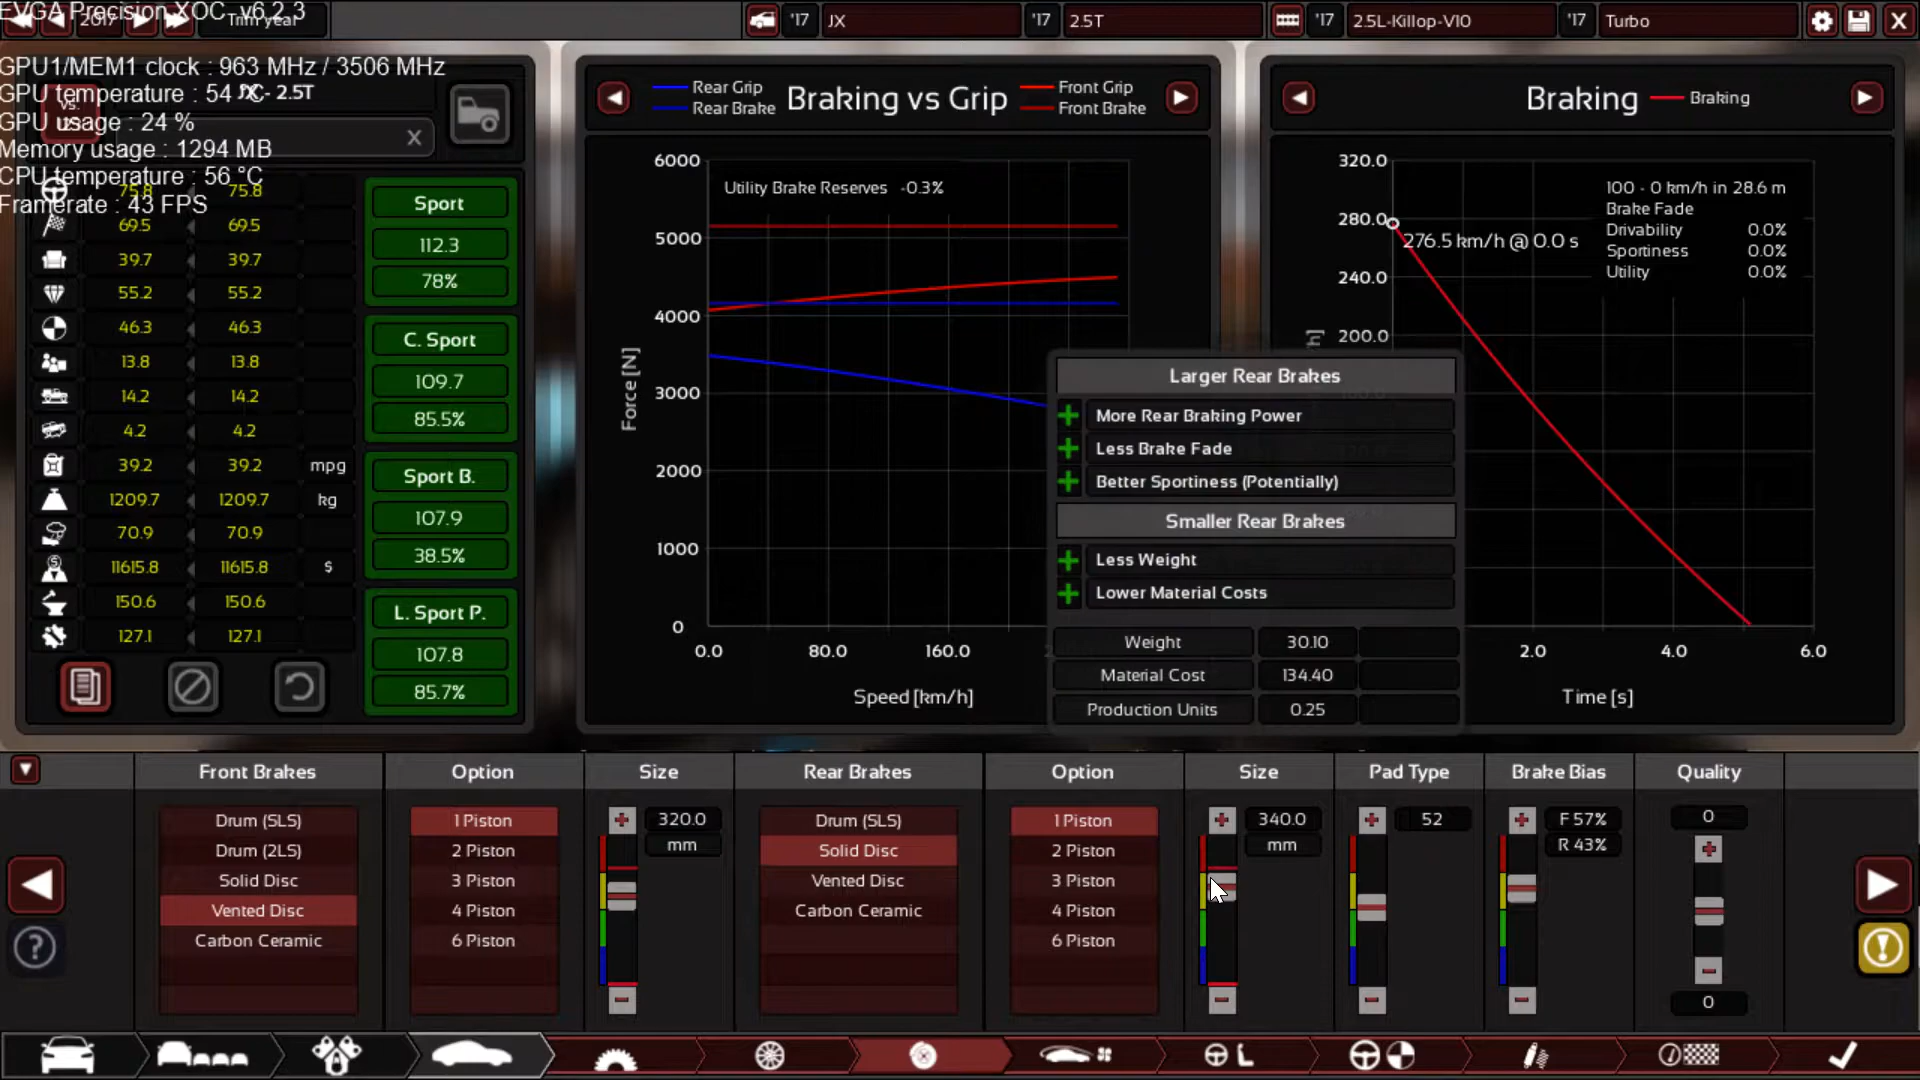 EVGA Precision XOC v6.2.3
2017
Trim year
'17
JX
'17
2.5T
'17
2.5L-Killop-V10
'17
Turbo
GPU1/MEM1 clock : 963 MHz / 3506 MHz
GPU temperature : 54 °C
GPU usage : 24 %
Memory usage : 1294 MB
CPU temperature : 56 °C
Framerate : 43 FPS
JX - 2.5T
VS.
X
75.8 75.8
69.5 69.5
39.7 39.7
55.2 55.2
46.3 46.3
13.8 13.8
14.2 14.2
4.2 4.2
39.2 39.2 mpg
1209.7 1209.7 kg
70.9 70.9
11615.8 11615.8 $
150.6 150.6
127.1 127.1
Sport
112.3
78%
C. Sport
109.7
85.5%
Sport B.
107.9
38.5%
L. Sport P.
107.8
85.7%
Rear Grip
Rear Brake
Braking vs Grip
Front Grip
Front Brake
Utility Brake Reserves -0.3%
6000
5000
4000
3000
2000
1000
0
Force [N]
0.0 80.0 160.0
Speed [km/h]
Braking
Braking
320.0
280.0
240.0
200.0
276.5 km/h @ 0.0 s
100 - 0 km/h in 28.6 m
Brake Fade
Drivability 0.0%
Sportiness 0.0%
Utility 0.0%
2.0 4.0 6.0
Time [s]
Larger Rear Brakes
More Rear Braking Power
Less Brake Fade
Better Sportiness (Potentially)
Smaller Rear Brakes
Less Weight
Lower Material Costs
Weight 30.10
Material Cost 134.40
Production Units 0.25
Front Brakes
Drum (SLS)
Drum (2LS)
Solid Disc
Vented Disc
Carbon Ceramic
Option
1 Piston
2 Piston
3 Piston
4 Piston
6 Piston
Size
320.0
mm
Rear Brakes
Drum (SLS)
Solid Disc
Vented Disc
Carbon Ceramic
Option
1 Piston
2 Piston
3 Piston
4 Piston
6 Piston
Size
340.0
mm
Pad Type
52
Brake Bias
F 57%
R 43%
Quality
0
0